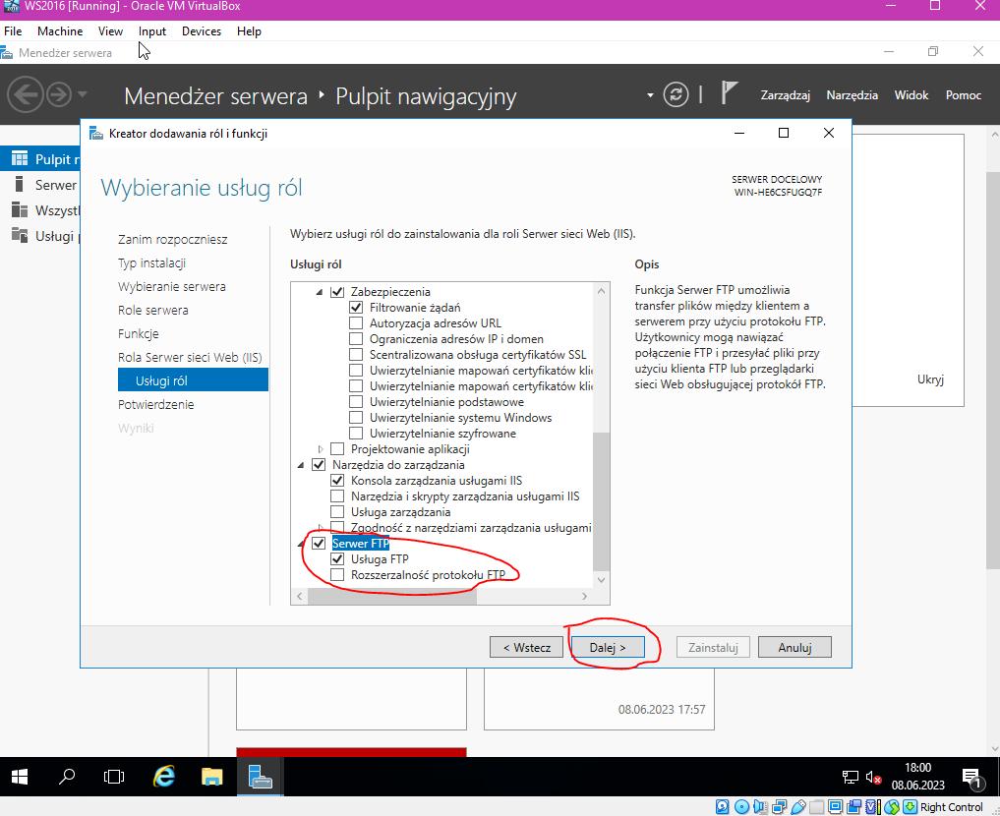 WS2016 [Running] - Oracle VM VirtualBox
File Machine View Input Devices Help
Menedżer serwera
Menedżer serwera Pulpit nawigacyjny
Zarządzaj Narzędzia Widok Pomoc
Kreator dodawania ról i funkcji
Pulpit
Serwer
Usługi
Wybieranie usług ról
SERWER DOCELOWY
WIN-HE6CSFUGQ7F
Zanim rozpoczniesz
Typ instalacji
Wybieranie serwera
Role serwera
Funkcje
Rola Serwer sieci Web (IIS)
Usługi ról
Potwierdzenie
Wyniki
Wybierz usługi ról do zainstalowania dla roli Serwer sieci Web (IIS).
Usługi ról
Zabezpieczenia
Filtrowanie żądań
Autoryzacja adresów URL
Ograniczenia adresów IP i domen
Scentralizowana obsługa certyfikatów SSL
Uwierzytelnianie mapowań certyfikatów
Uwierzytelnianie mapowań certyfikatów
Uwierzytelnianie podstawowe
Uwierzytelnianie systemu Windows
Uwierzytelnianie szyfrowane
Projektowanie aplikacji
Narzędzia do zarządzania
Konsola zarządzania usługami IIS
Narzędzia i skrypty zarządzania usługami IIS
Usługa zarządzania
Zgodność z narzędziami zarządzania usługami
Serwer FTP
Usługa FTP
Rozszerzalność protokołu FTP
Opis
Funkcja Serwer FTP umożliwia
transfer plików między klientem a
serwerem przy użyciu protokołu FTP.
Użytkownicy mogą nawiązać
połączenie FTP i przesyłać pliki przy
użyciu klienta FTP lub przeglądarki
sieci Web obsługującej protokół FTP.
Ukryj
< Wstecz Dalej > Zainstaluj Anuluj
08.06.2023 17:57
18:00
08.06.2023
1
Right Control